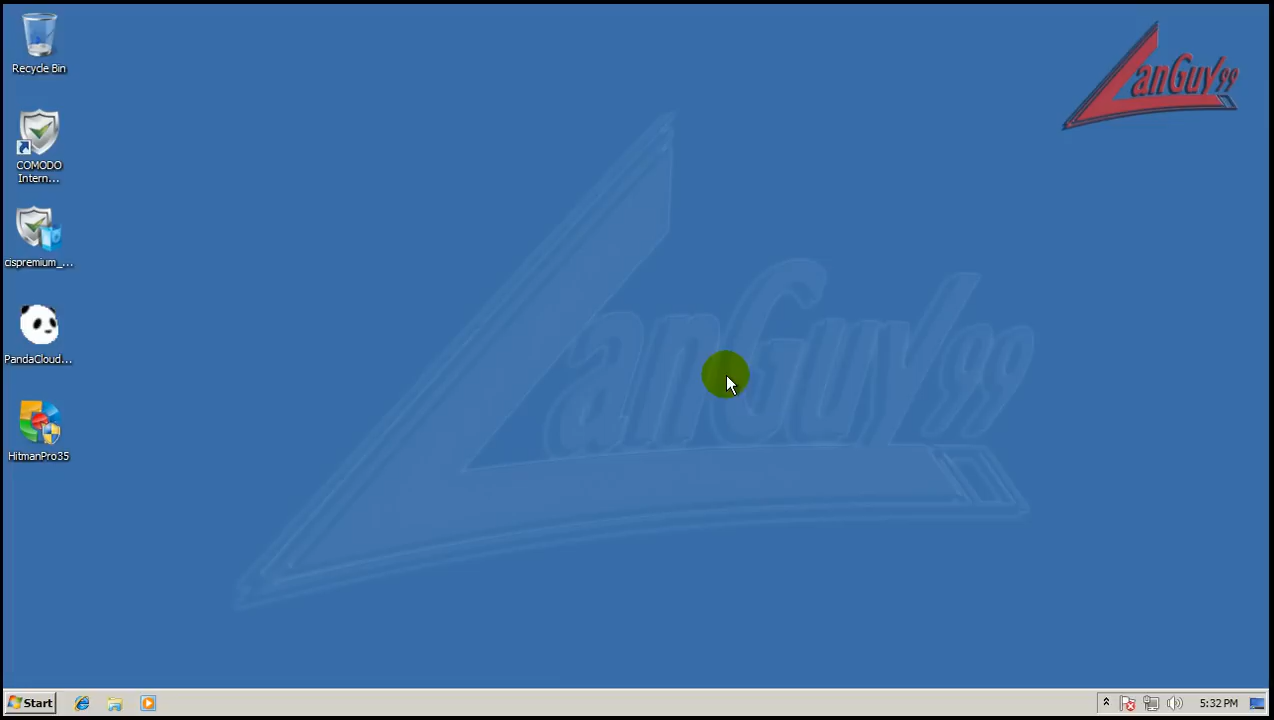 Recycle Bin
LanGuy99
COMODO
Intern...
cispremium_...
LanGuy99
PandaCloud...
HitmanPro35
Start
5:32 PM